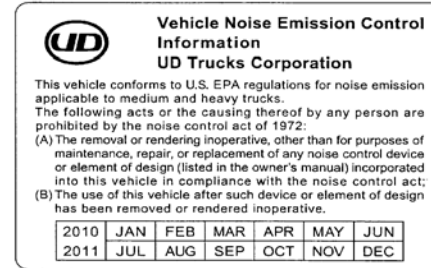 UD
Vehicle Noise Emission Control
Information
UD Trucks Corporation
This vehicle conforms to U.S. EPA regulations for noise emission
applicable to medium and heavy trucks.
The following acts or the causing thereof by any person are
prohibited by the noise control act of 1972:
(A) The removal or rendering inoperative, other than for purposes of
maintenance, repair, or replacement of any noise control device
or element of design (listed in the owner's manual) incorporated
into this vehicle in compliance with the noise control act;
(B) The use of this vehicle after such device or element of design
has been removed or rendered inoperative.
2010 JAN FEB MAR APR MAY JUN
2011 JUL AUG SEP OCT NOV DEC